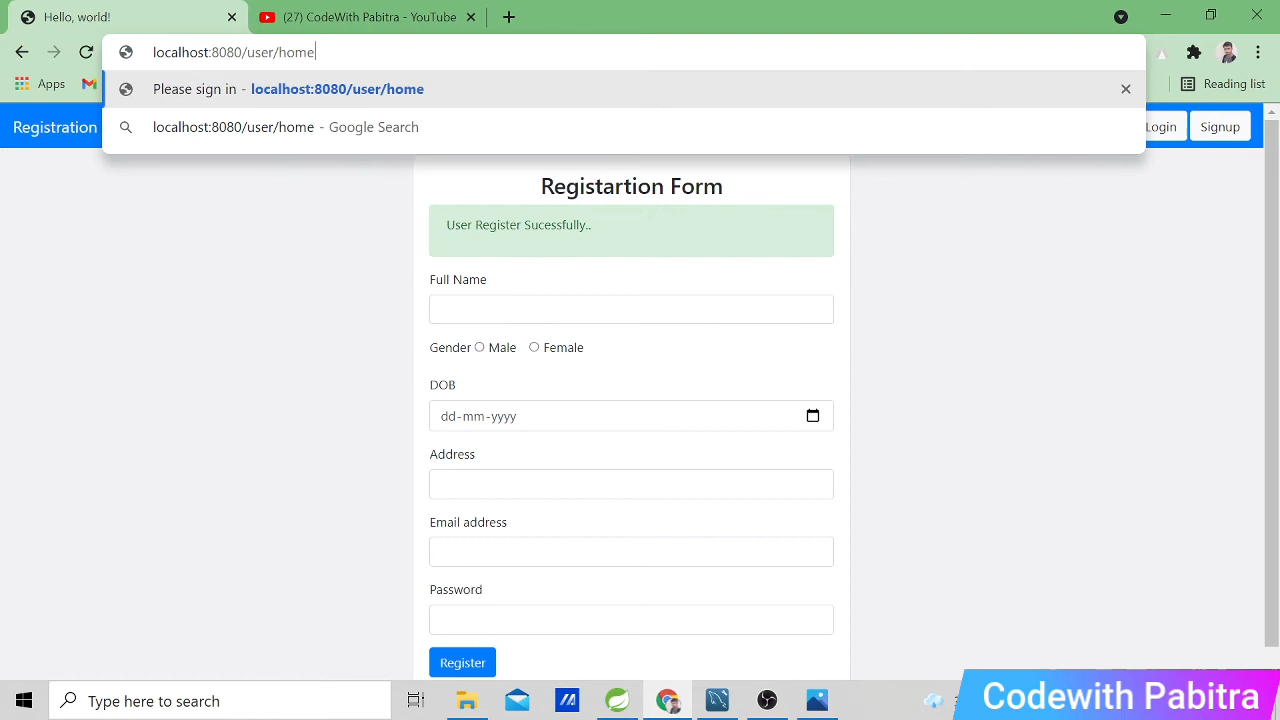 Hello, world!
(27) CodeWith Pabitra - YouTube
localhost:8080/user/home
Apps
Reading list
Please sign in - localhost:8080/user/home
localhost:8080/user/home - Google Search
Registration
Login
Signup
Registartion Form
User Register Sucessfully..
Full Name
Gender Male Female
DOB
dd-mm-yyyy
Address
Email address
Password
Register
Type here to search
Codewith Pabitra